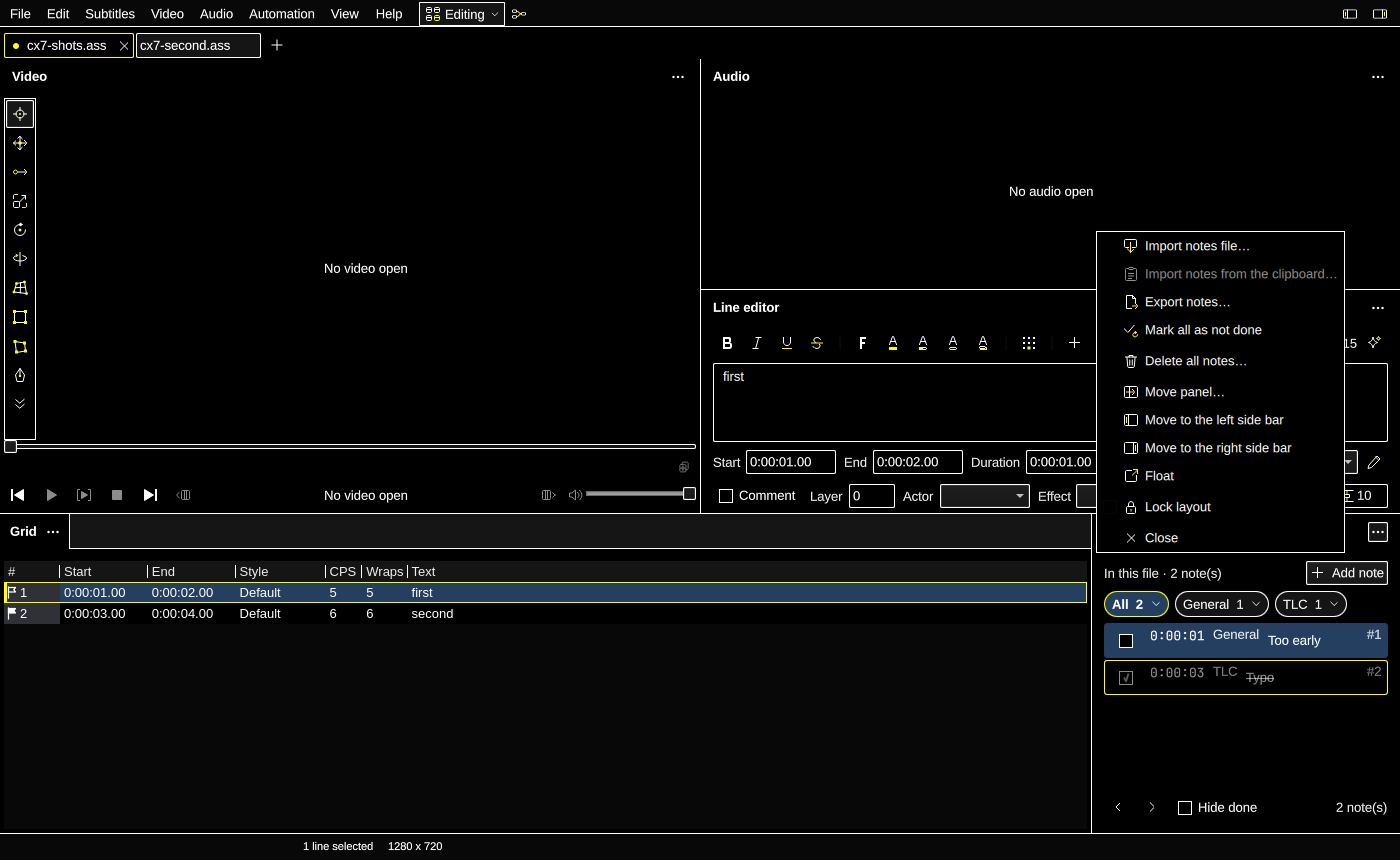 File Edit Subtitles Video Audio Automation View Help Editing
cx7-shots.ass cx7-second.ass
Video
Audio
No audio open
No video open
Import notes file…
Import notes from the clipboard…
Export notes…
Mark all as not done
Delete all notes…
Move panel…
Move to the left side bar
Move to the right side bar
Float
Lock layout
Close
Line editor
B I U S F A A A A 15
first
Start 0:00:01.00 End 0:00:02.00 Duration 0:00:01.00
No video open
Comment Layer 0 Actor Effect 10
Grid
# Start End Style CPS Wraps Text
1 0:00:01.00 0:00:02.00 Default 5 5 first
2 0:00:03.00 0:00:04.00 Default 6 6 second
In this file · 2 note(s) Add note
All 2 General 1 TLC 1
0:00:01 General Too early #1
0:00:03 TLC Typo #2
Hide done 2 note(s)
1 line selected 1280 x 720